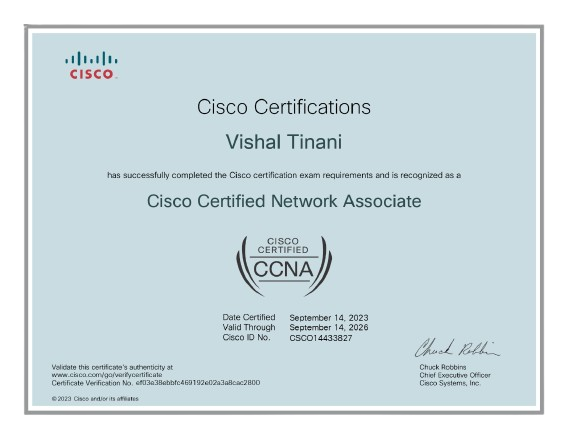 CISCO
Cisco Certifications
Vishal Tinani
has successfully completed the Cisco certification exam requirements and is recognized as a
Cisco Certified Network Associate
CISCO
CERTIFIED
CCNA
Date Certified September 14, 2023
Valid Through September 14, 2026
Cisco ID No. CSCO14433827
Chuck Robbins
Validate this certificate's authenticity at
www.cisco.com/go/verifycertificate
Certificate Verification No. ef03e38ebbfc469192e02a3a8cac2800
Chuck Robbins
Chief Executive Officer
Cisco Systems, Inc.
© 2023 Cisco and/or its affiliates